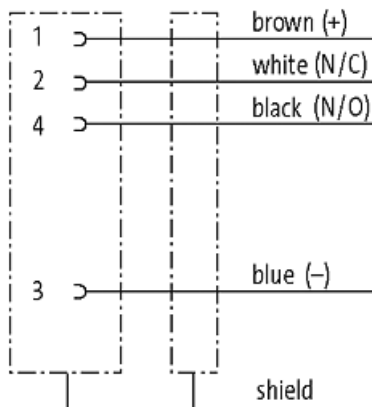 1 brown (+)
2 white (N/C)
4 black (N/O)
3 blue (–)
shield